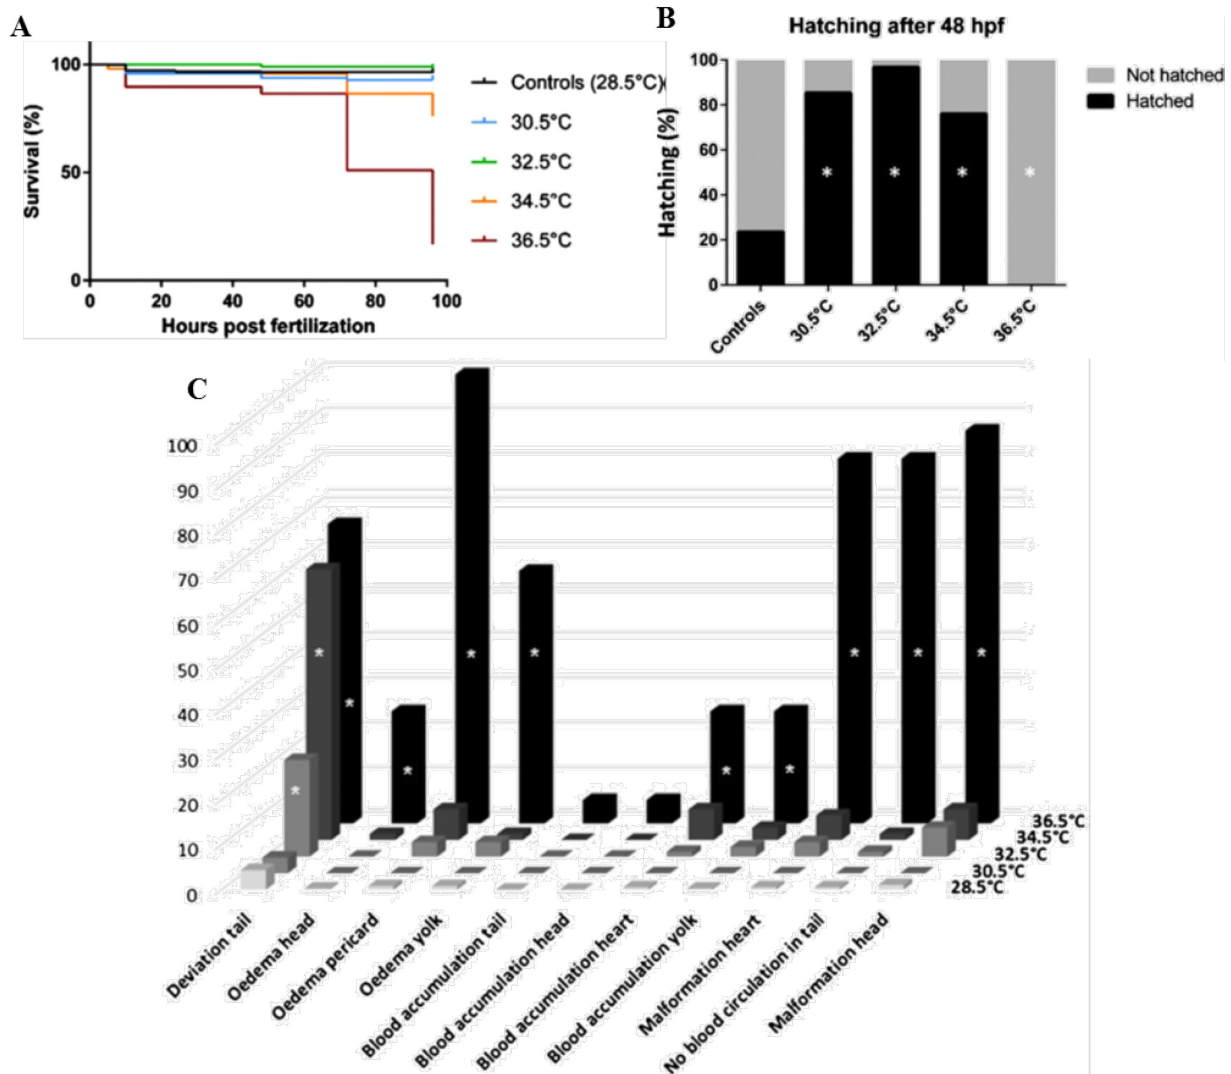 A
Survival (%)
100
50
0
0 20 40 60 80 100
Hours post fertilization
Controls (28.5°C)
30.5°C
32.5°C
34.5°C
36.5°C
B
Hatching after 48 hpf
Hatching (%)
100
80
60
40
20
0
* * * *
Controls 30.5°C 32.5°C 34.5°C 36.5°C
Not hatched
Hatched
C
100
90
80
70
60
50
40
30
20
10
0
* * * * * * * * * * *
36.5°C
34.5°C
32.5°C
30.5°C
28.5°C
Deviation tail
Oedema head
Oedema pericard
Oedema yolk
Blood accumulation tail
Blood accumulation head
Blood accumulation heart
Blood accumulation yolk
Malformation heart
No blood circulation in tail
Malformation head